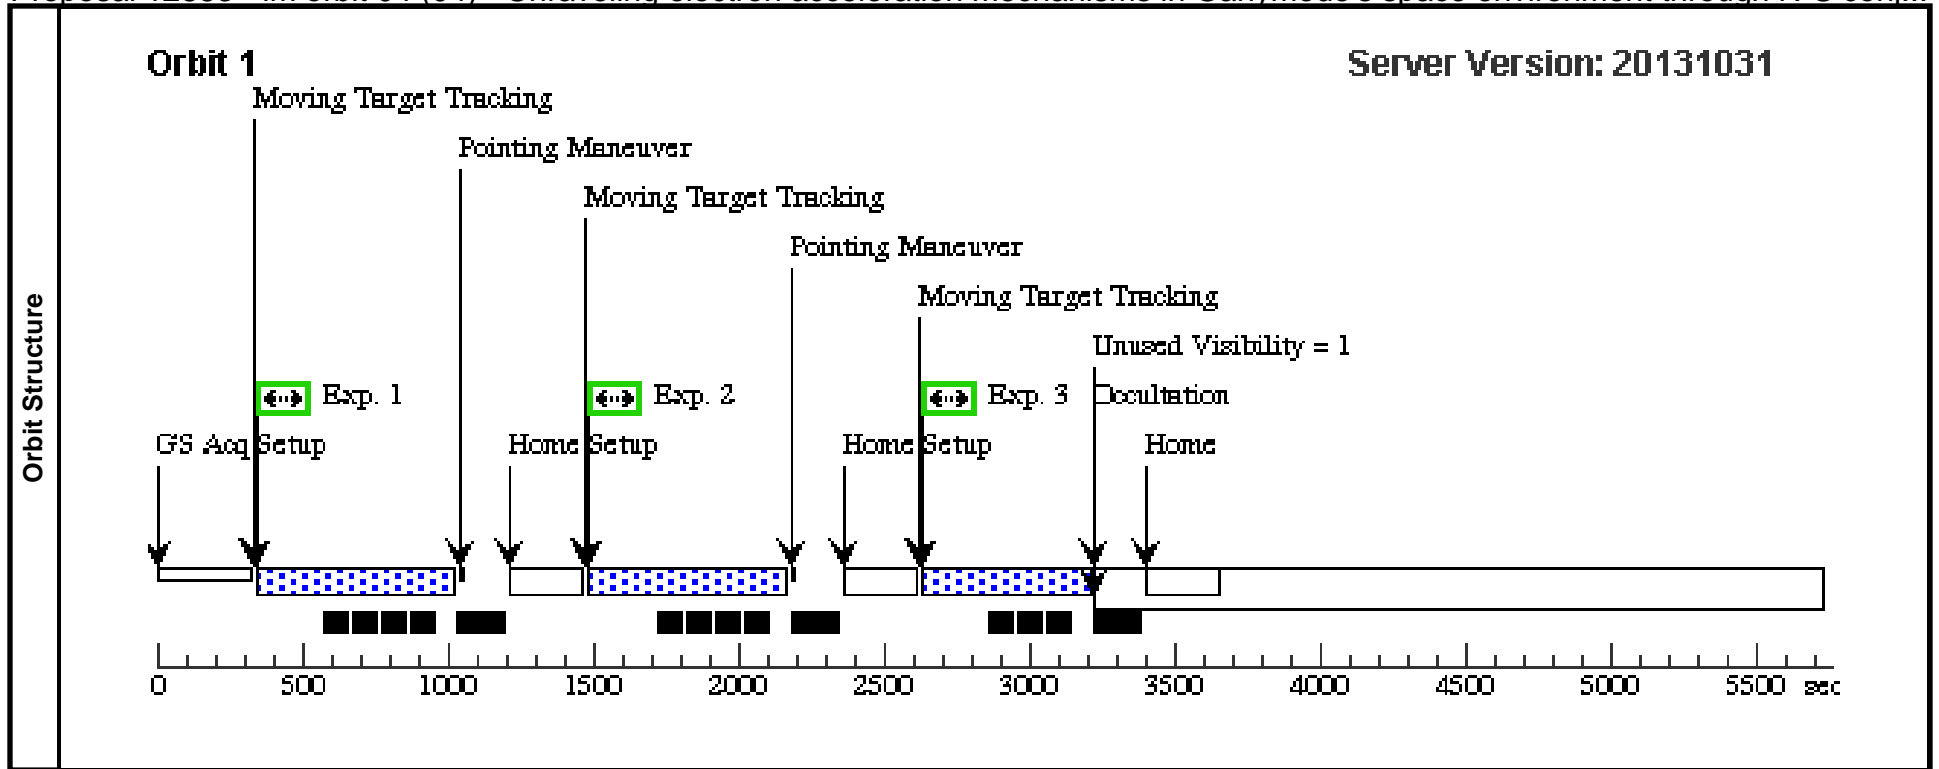 Orbit 1
Server Version: 20131031
Moving Target Tracking
Pointing Maneuver
Moving Target Tracking
Pointing Maneuver
Moving Target Tracking
Unused Visibility = 1
Exp. 1
Exp. 2
Exp. 3
Occultation
GS Acq
Setup
Home
Setup
Home
Setup
Home
Orbit Structure
0 500 1000 1500 2000 2500 3000 3500 4000 4500 5000 5500 sec